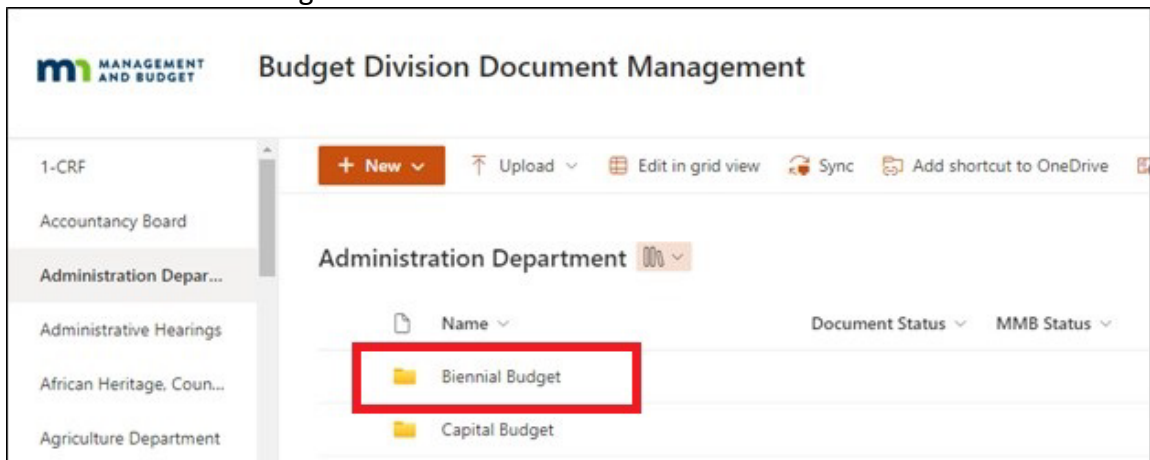 MANAGEMENT
AND BUDGET
Budget Division Document Management
1-CRF
Accountancy Board
Administration Depar...
Administrative Hearings
African Heritage, Coun...
Agriculture Department
+ New
Upload
Edit in grid view
Sync
Add shortcut to OneDrive
Administration Department
Name
Document Status
MMB Status
Biennial Budget
Capital Budget